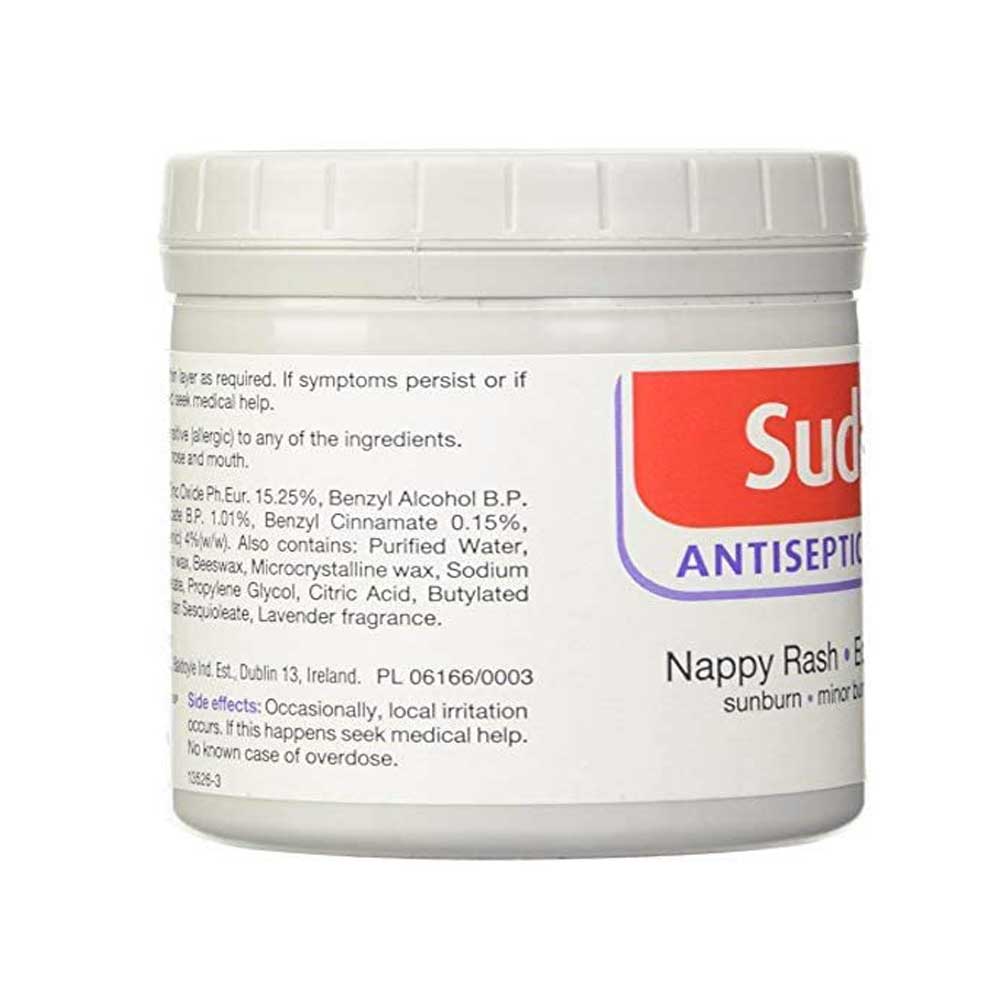 layer as required. If symptoms persist or if
seek medical help.
(allergic) to any of the ingredients.
nose and mouth.
Oxide Ph.Eur. 15.25%, Benzyl Alcohol B.P.
B.P. 1.01%, Benzyl Cinnamate 0.15%,
4%(w/w). Also contains: Purified Water,
wax, Beeswax, Microcrystalline wax, Sodium
Propylene Glycol, Citric Acid, Butylated
Sesquioleate, Lavender fragrance.
Ind. Est., Dublin 13, Ireland. PL 06166/0003
Side effects: Occasionally, local irritation
occurs. If this happens seek medical help.
No known case of overdose.
13526-3
Sud
ANTISEPTIC
Nappy Rash •
sunburn • minor